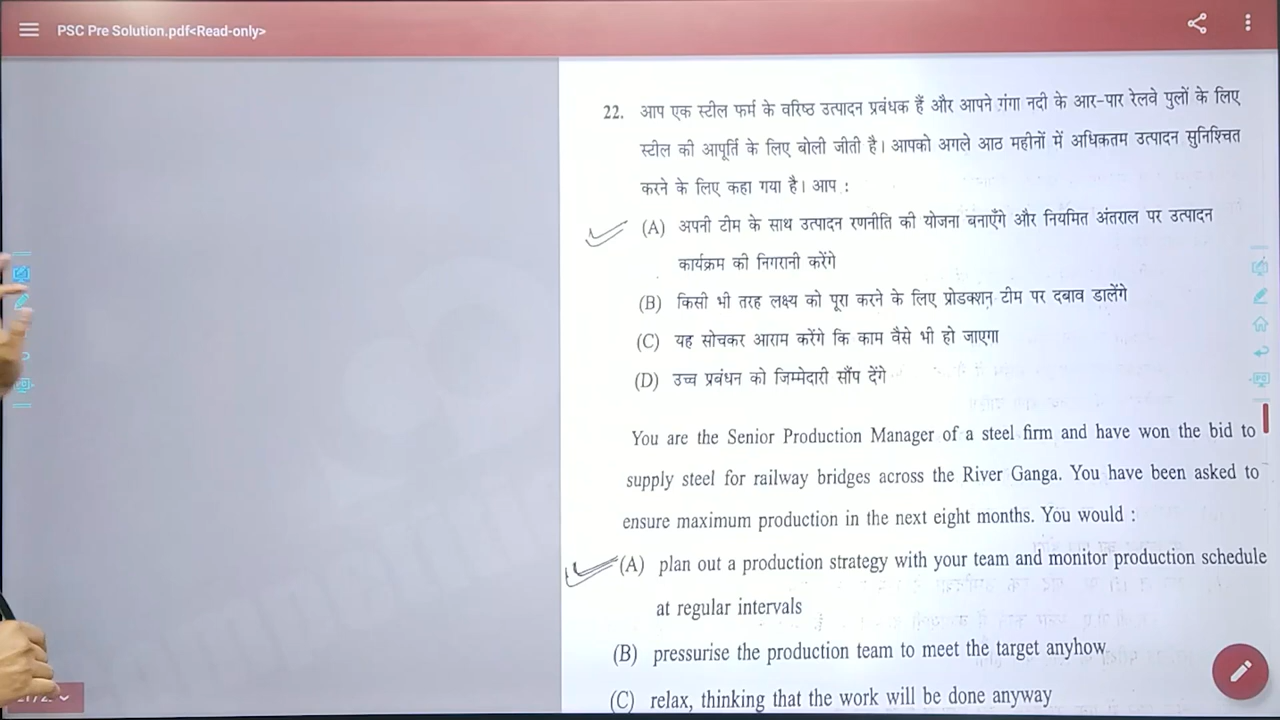 PSC Pre Solution.pdf<Read-only>
22. आप एक स्टील फर्म के वरिष्ठ उत्पादन प्रबंधक हैं और आपने गंगा नदी के आर-पार रेलवे पुलों के लिए
स्टील की आपूर्ति के लिए बोली जीती है। आपको अगले आठ महीनों में अधिकतम उत्पादन सुनिश्चित
करने के लिए कहा गया है। आप :
(A) अपनी टीम के साथ उत्पादन रणनीति की योजना बनाएँगे और नियमित अंतराल पर उत्पादन
कार्यक्रम की निगरानी करेंगे
(B) किसी भी तरह लक्ष्य को पूरा करने के लिए प्रोडक्शन टीम पर दबाव डालेंगे
(C) यह सोचकर आराम करेंगे कि काम वैसे भी हो जाएगा
(D) उच्च प्रबंधन को जिम्मेदारी सौंप देंगे
You are the Senior Production Manager of a steel firm and have won the bid to
supply steel for railway bridges across the River Ganga. You have been asked to
ensure maximum production in the next eight months. You would :
(A) plan out a production strategy with your team and monitor production schedule
at regular intervals
(B) pressurise the production team to meet the target anyhow
(C) relax, thinking that the work will be done anyway